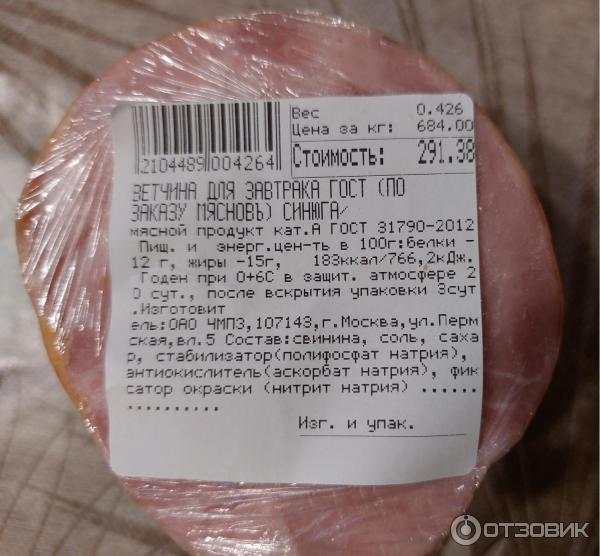 Вес 0.426
Цена за кг: 684.00
2104489004264
Стоимость: 291.38
ВЕТЧИНА ДЛЯ ЗАВТРАКА ГОСТ (ПО
ЗАКАЗУ МЯСНОВЪ) СИНЮГА/
мясной продукт кат.А ГОСТ 31790-2012
Пищ. и энерг.цен-ть в 100г:белки -
12 г, жиры -15г, 183ккал/766,2кДж.
Годен при 0+6С в защит. атмосфере 2
0 сут., после вскрытия упаковки 3сут
.Изготовит
ель:ОАО ЧМПЗ,107143,г.Москва,ул.Перм
ская,вл.5 Состав:свинина, соль, саха
р, стабилизатор(полифосфат натрия),
антиокислитель(аскорбат натрия), фик
сатор окраски (нитрит натрия) ......
..........
Изг. и упак.
ОТЗОВИК